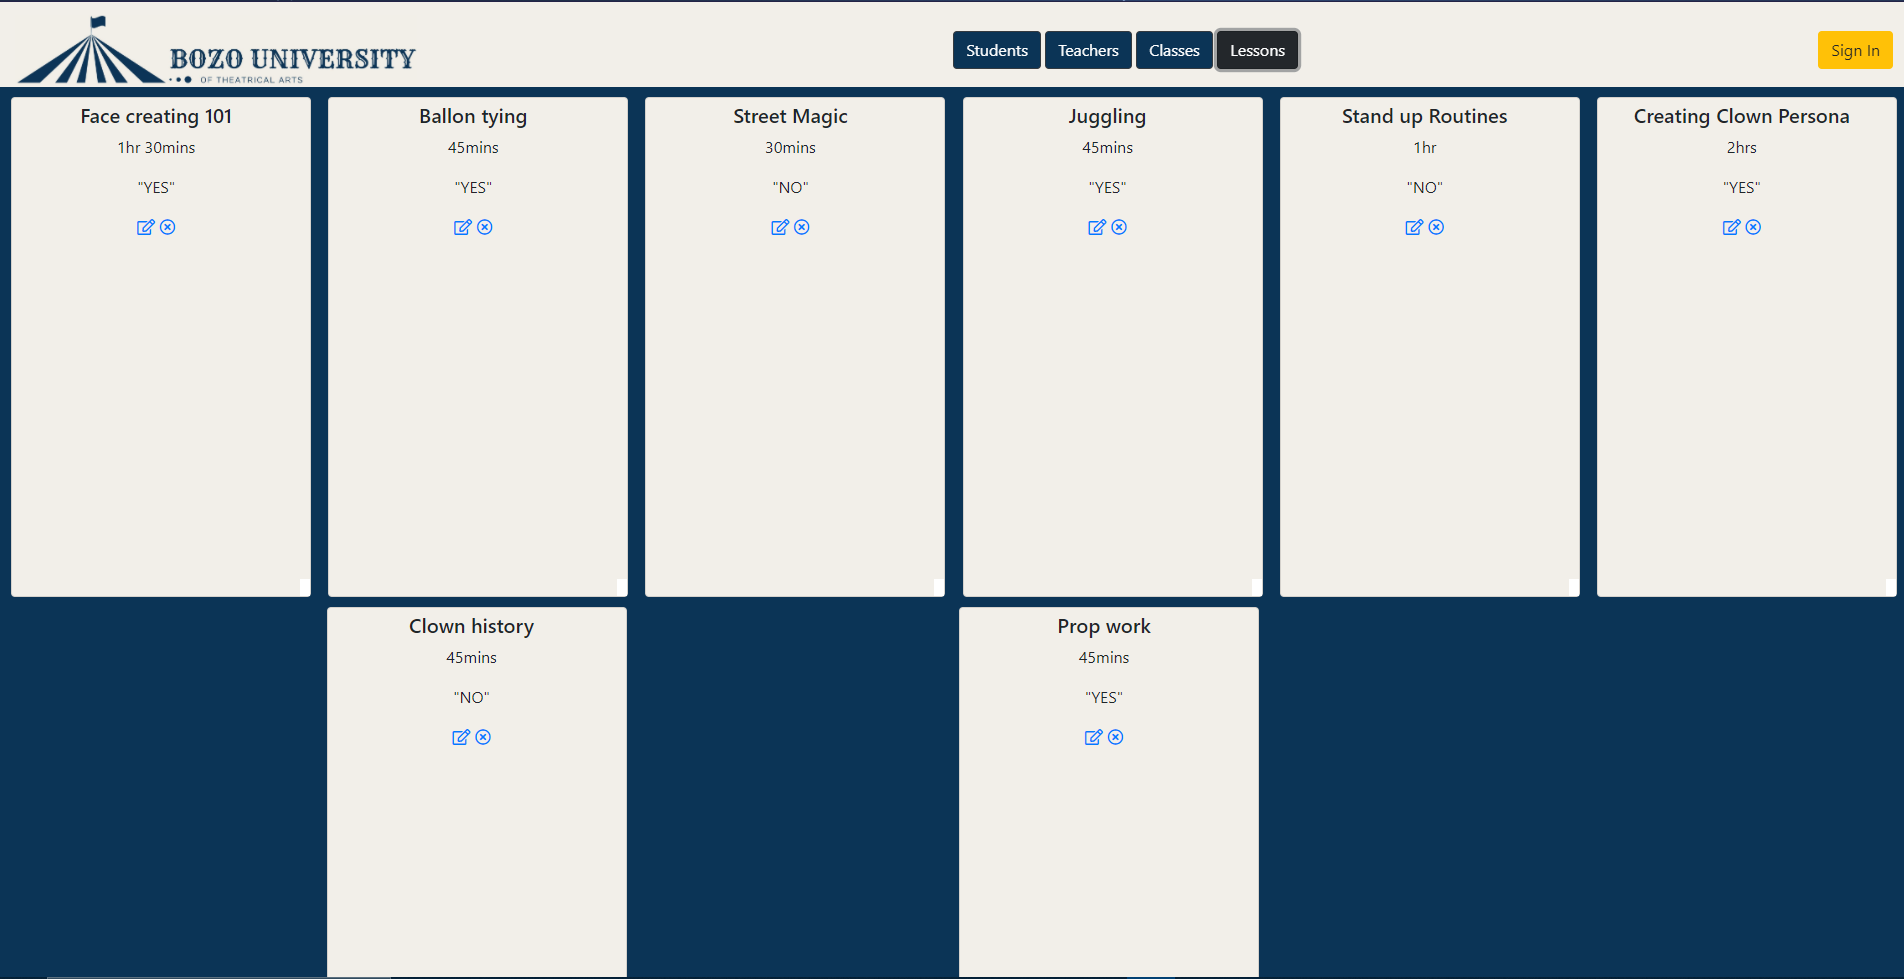 BOZO UNIVERSITY
OF THEATRICAL ARTS
Students Teachers Classes Lessons
Sign In
Face creating 101
1hr 30mins
"YES"
Ballon tying
45mins
"YES"
Street Magic
30mins
"NO"
Juggling
45mins
"YES"
Stand up Routines
1hr
"NO"
Creating Clown Persona
2hrs
"YES"
Clown history
45mins
"NO"
Prop work
45mins
"YES"